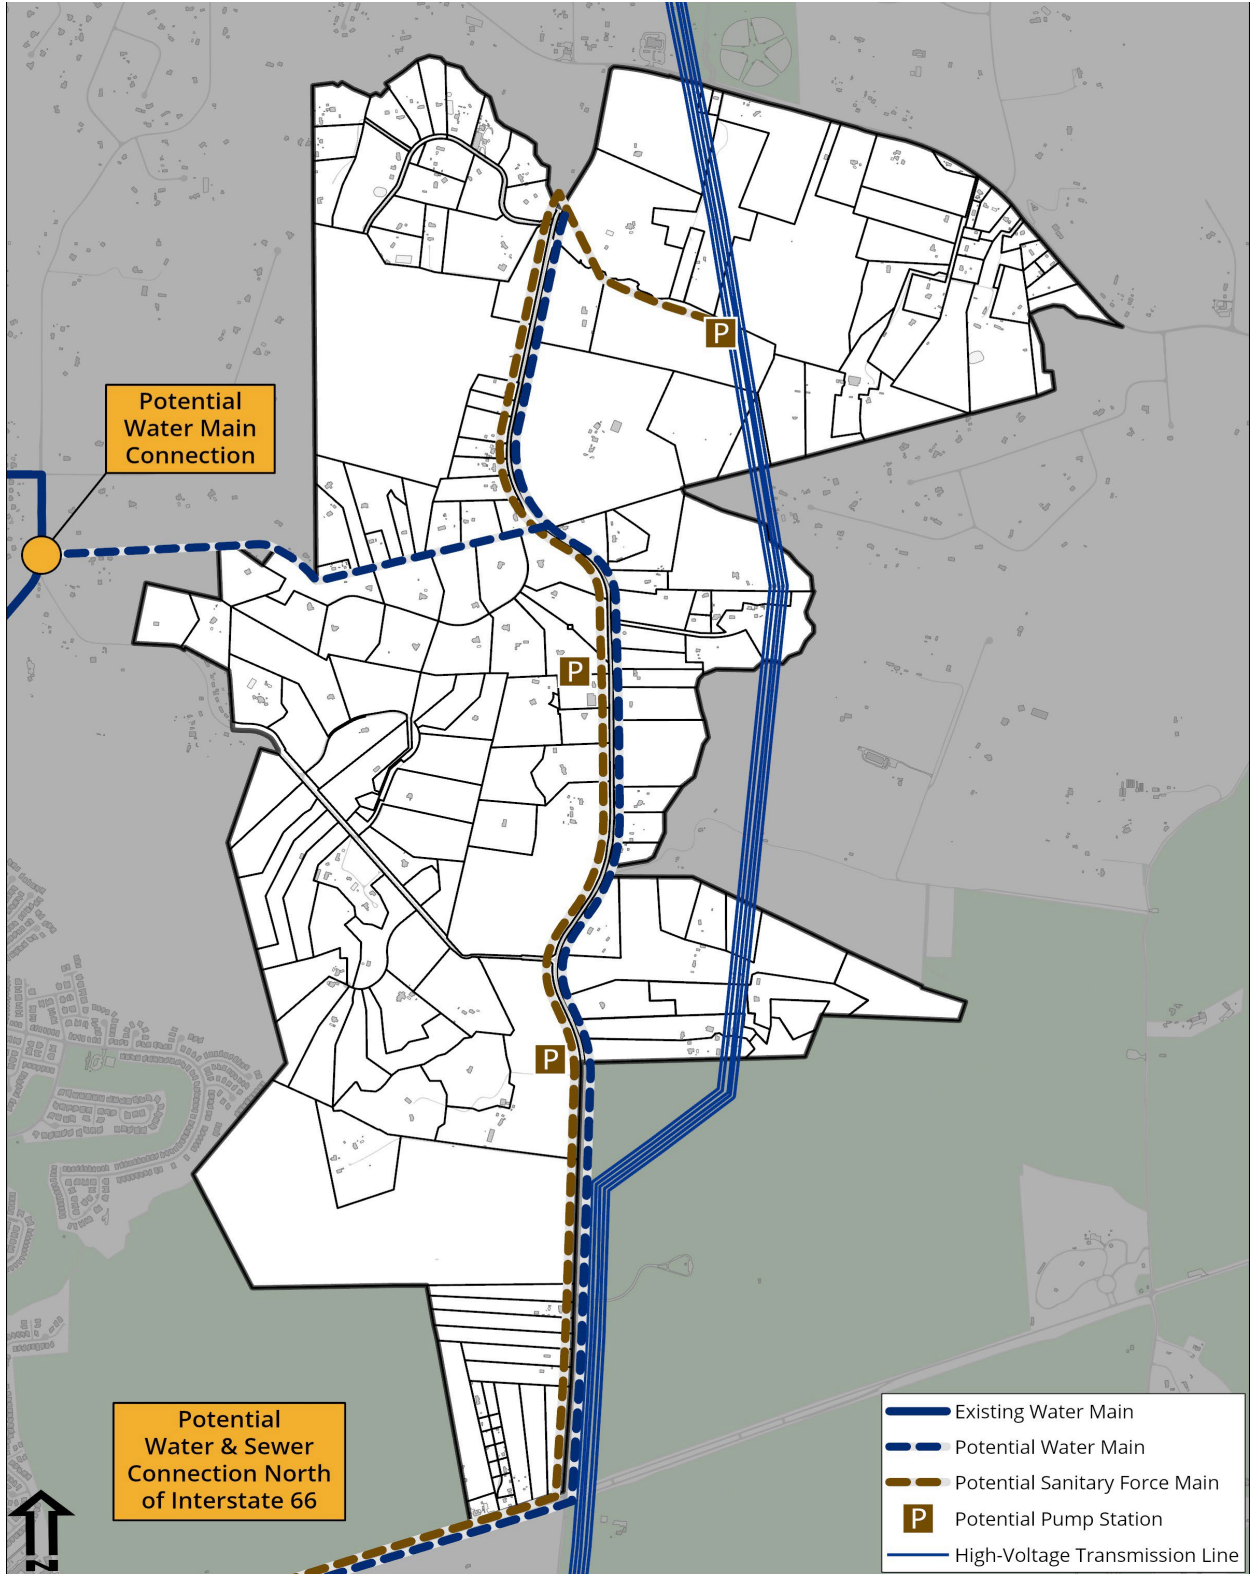 Potential
Water Main
Connection
P
P
P
Potential
Water & Sewer
Connection North
of Interstate 66
N
Existing Water Main
Potential Water Main
Potential Sanitary Force Main
P Potential Pump Station
High-Voltage Transmission Line